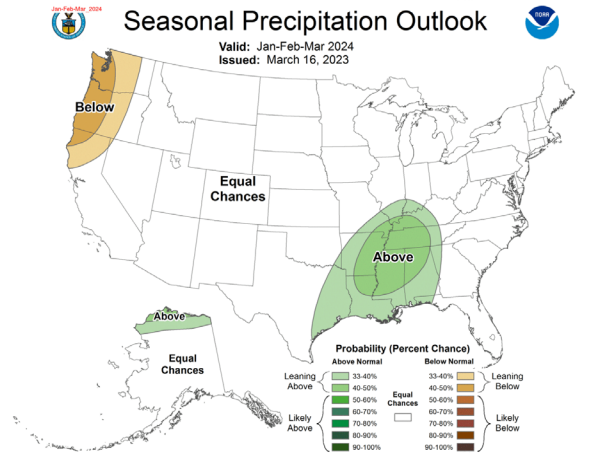 Jan-Feb-Mar_2024
Seasonal Precipitation Outlook
NOAA
Valid: Jan-Feb-Mar 2024
Issued: March 16, 2023
Below
Equal
Chances
Above
Above
Equal
Chances
Probability (Percent Chance)
Above Normal
Below Normal
Leaning
Above
33-40%
40-50%
Likely
Above
50-60%
60-70%
70-80%
80-90%
90-100%
Equal
Chances
33-40%
40-50%
Leaning
Below
50-60%
60-70%
70-80%
80-90%
90-100%
Likely
Below